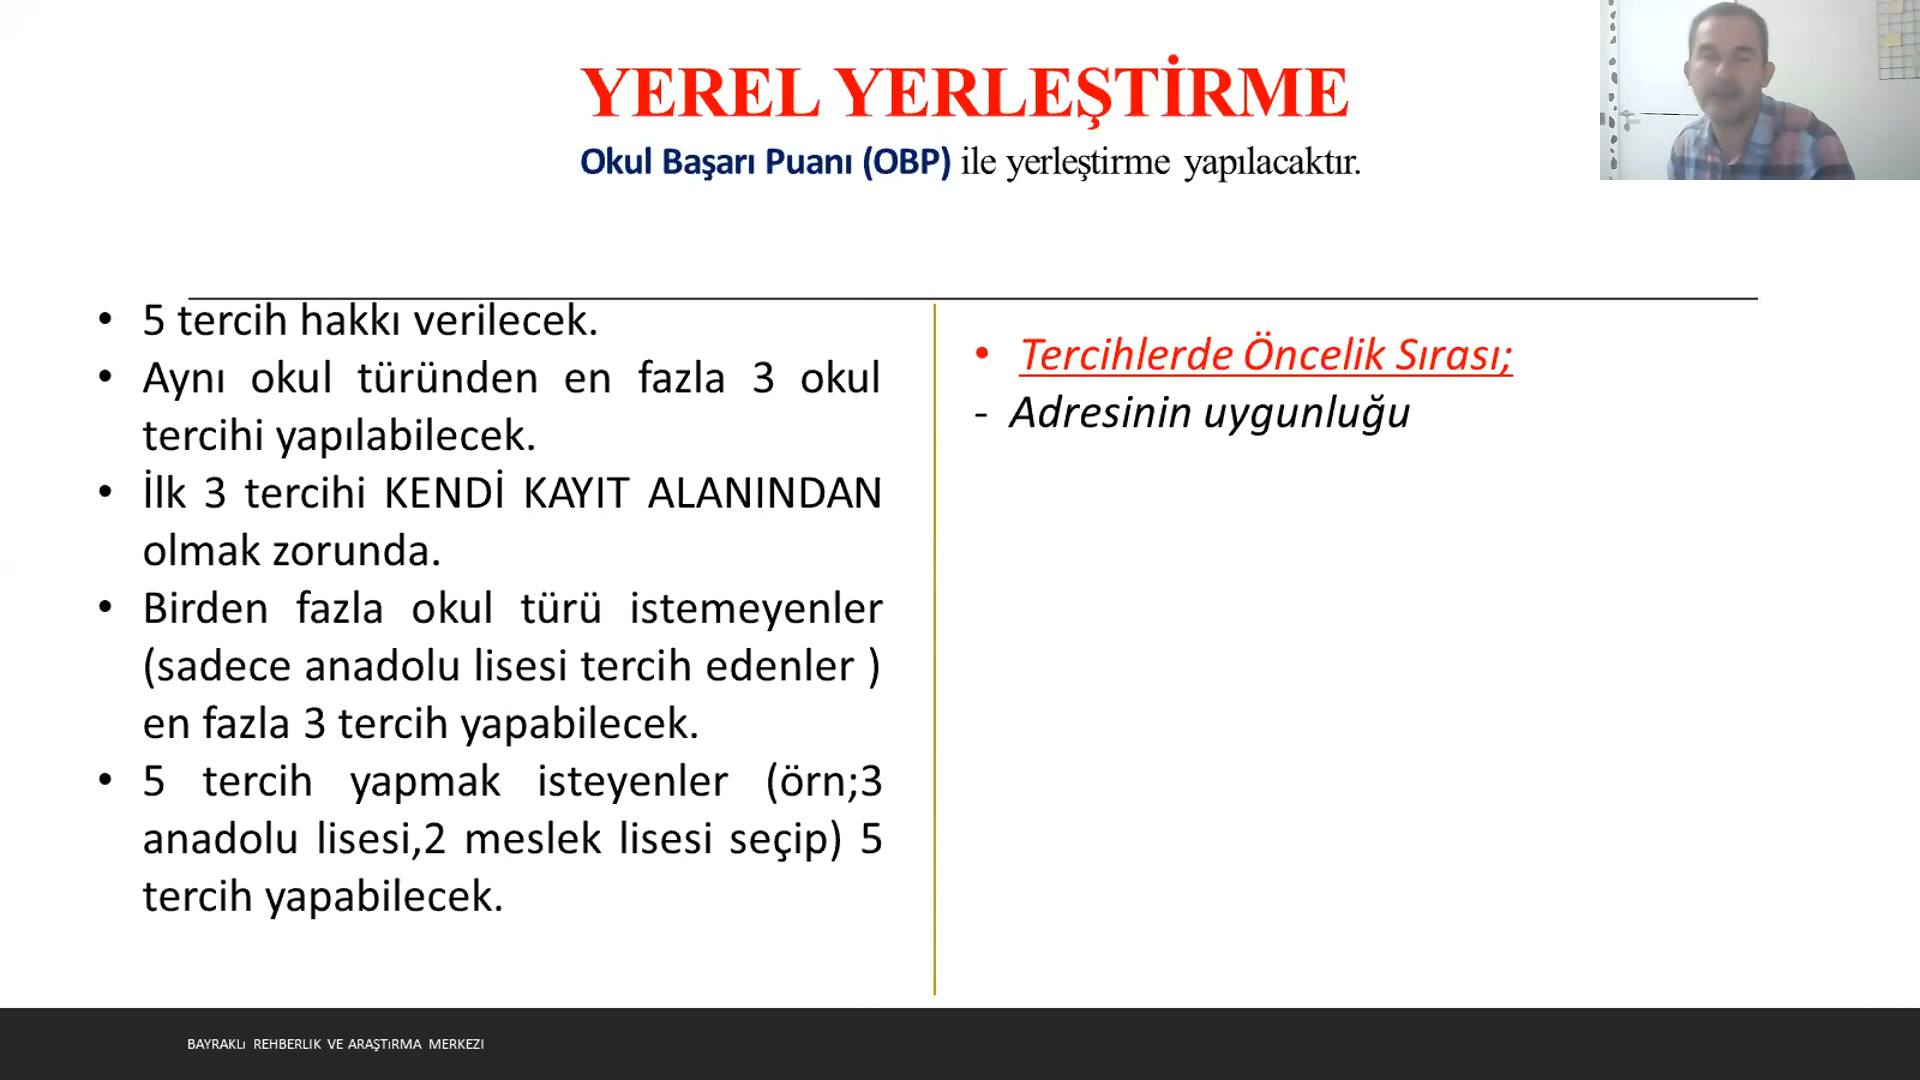 YEREL YERLEŞTİRME
Okul Başarı Puanı (OBP) ile yerleştirme yapılacaktır.
• 5 tercih hakkı verilecek.
• Aynı okul türünden en fazla 3 okul
tercihi yapılabilecek.
• İlk 3 tercihi KENDİ KAYIT ALANINDAN
olmak zorunda.
• Birden fazla okul türü istemeyenler
(sadece anadolu lisesi tercih edenler )
en fazla 3 tercih yapabilecek.
• 5 tercih yapmak isteyenler (örn;3
anadolu lisesi,2 meslek lisesi seçip) 5
tercih yapabilecek.
• Tercihlerde Öncelik Sırası;
- Adresinin uygunluğu
BAYRAKLı REHBERLIK VE ARAŞTıRMA MERKEZI